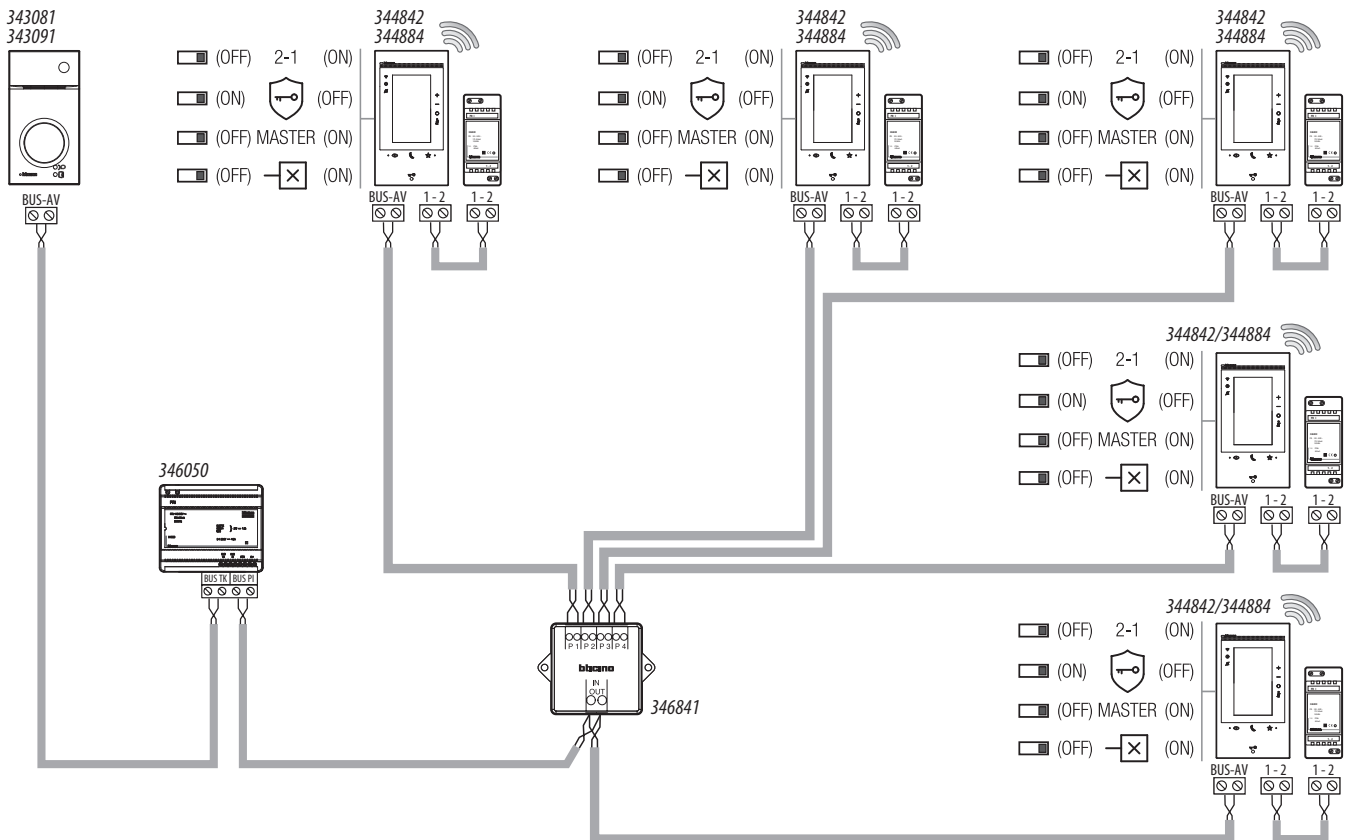 343081
343091
344842
344884
(OFF) 2-1 (ON)
(ON) (OFF)
(OFF) MASTER (ON)
(OFF) (ON)
BUS-AV 1 - 2 1 - 2
344842
344884
(OFF) 2-1 (ON)
(ON) (OFF)
(OFF) MASTER (ON)
(OFF) (ON)
BUS-AV 1 - 2 1 - 2
344842
344884
(OFF) 2-1 (ON)
(ON) (OFF)
(OFF) MASTER (ON)
(OFF) (ON)
BUS-AV 1 - 2 1 - 2
BUS-AV
344842/344884
(OFF) 2-1 (ON)
(ON) (OFF)
(OFF) MASTER (ON)
(OFF) (ON)
BUS-AV 1 - 2 1 - 2
346050
BUS TK BUS PI
P1 P2 P3 P4
bticino
IN
OUT
346841
344842/344884
(OFF) 2-1 (ON)
(ON) (OFF)
(OFF) MASTER (ON)
(OFF) (ON)
BUS-AV 1 - 2 1 - 2